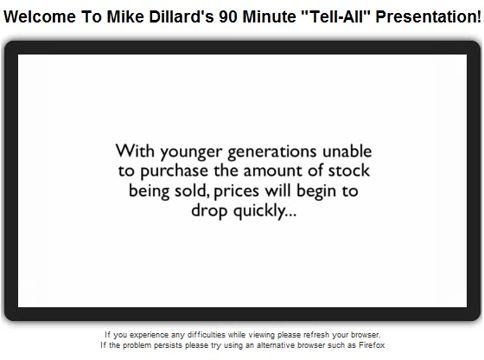 Welcome To Mike Dillard's 90 Minute "Tell-All" Presentation!
With younger generations unable
to purchase the amount of stock
being sold, prices will begin to
drop quickly...
If you experience any difficulties while viewing please refresh your browser.
If the problem persists please try using an alternative browser such as Firefox